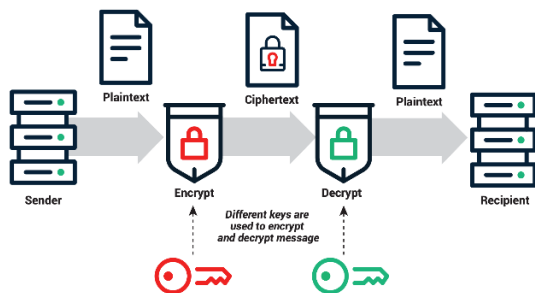 Plaintext
Ciphertext
Plaintext
Sender
Encrypt
Decrypt
Recipient
Different keys are
used to encrypt
and decrypt message